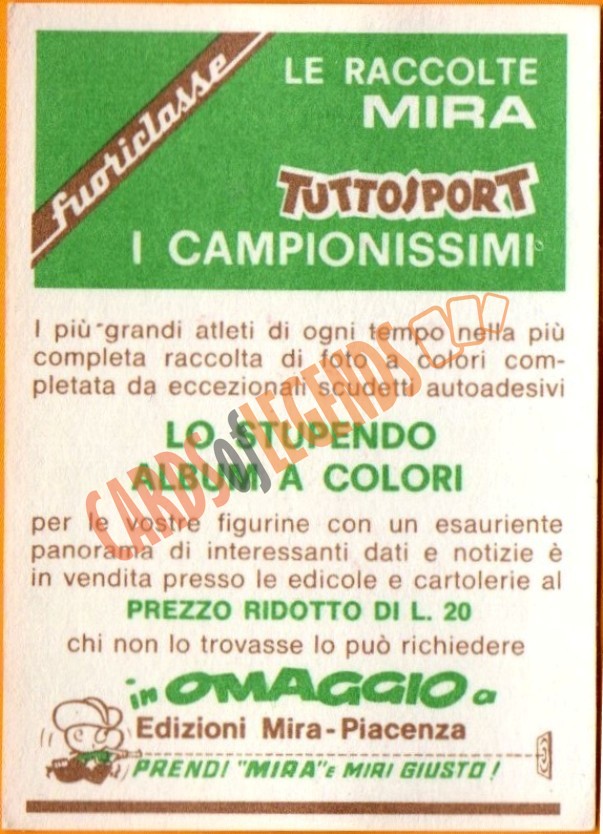 fuoriclasse
LE RACCOLTE
MIRA
TUTTOSPORT
I CAMPIONISSIMI
I più grandi atleti di ogni tempo nella più
completa raccolta di foto a colori com-
pletata da eccezionali scudetti autoadesivi
LO STUPENDO
ALBUM A COLORI
per le vostre figurine con un esauriente
panorama di interessanti dati e notizie è
in vendita presso le edicole e cartolerie al
PREZZO RIDOTTO DI L. 20
chi non lo trovasse lo può richiedere
in OMAGGIO a
Edizioni Mira-Piacenza
PRENDI "MIRA" E MIRI GIUSTO!
CARDS of LEGENDS